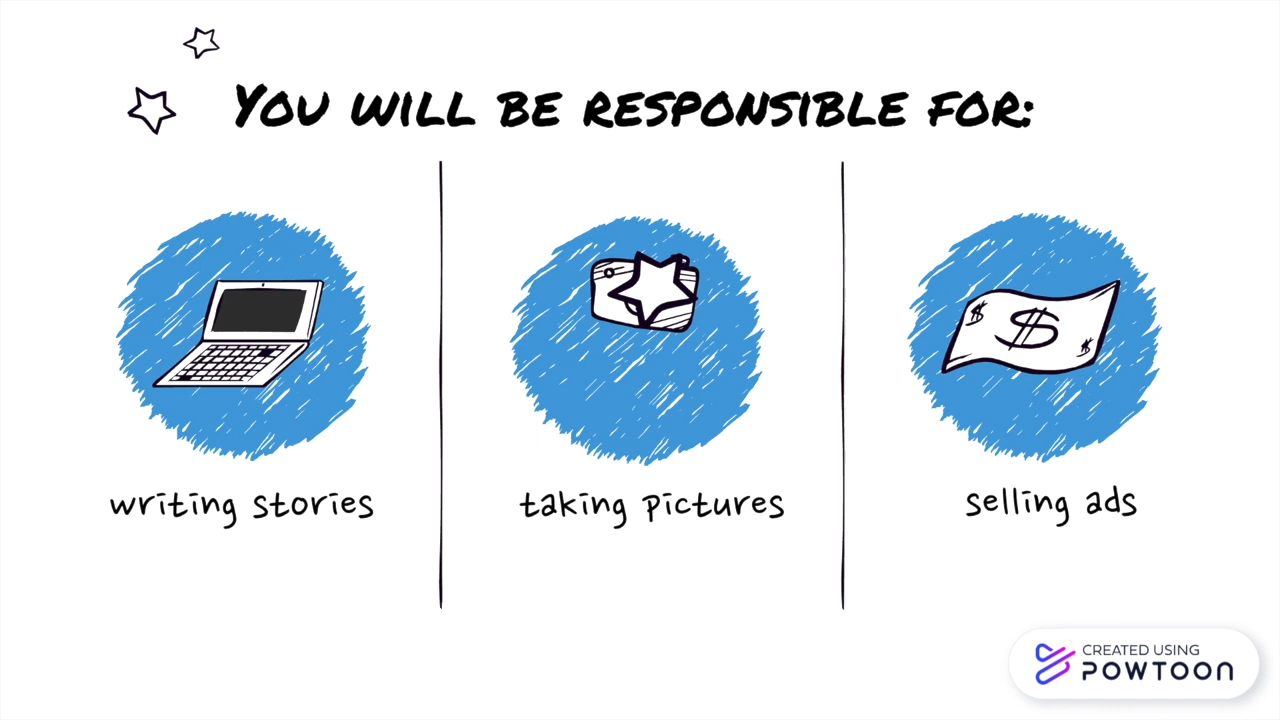 You will be responsible for:
writing stories
taking pictures
selling ads
$ $ $
CREATED USING
POWTOON